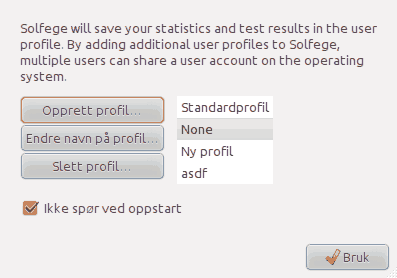 Solfege will save your statistics and test results in the user
profile. By adding additional user profiles to Solfege,
multiple users can share a user account on the operating
system.
Opprett profil...
Endre navn på profil...
Slett profil...
Standardprofil
None
Ny profil
asdf
Ikke spør ved oppstart
Bruk